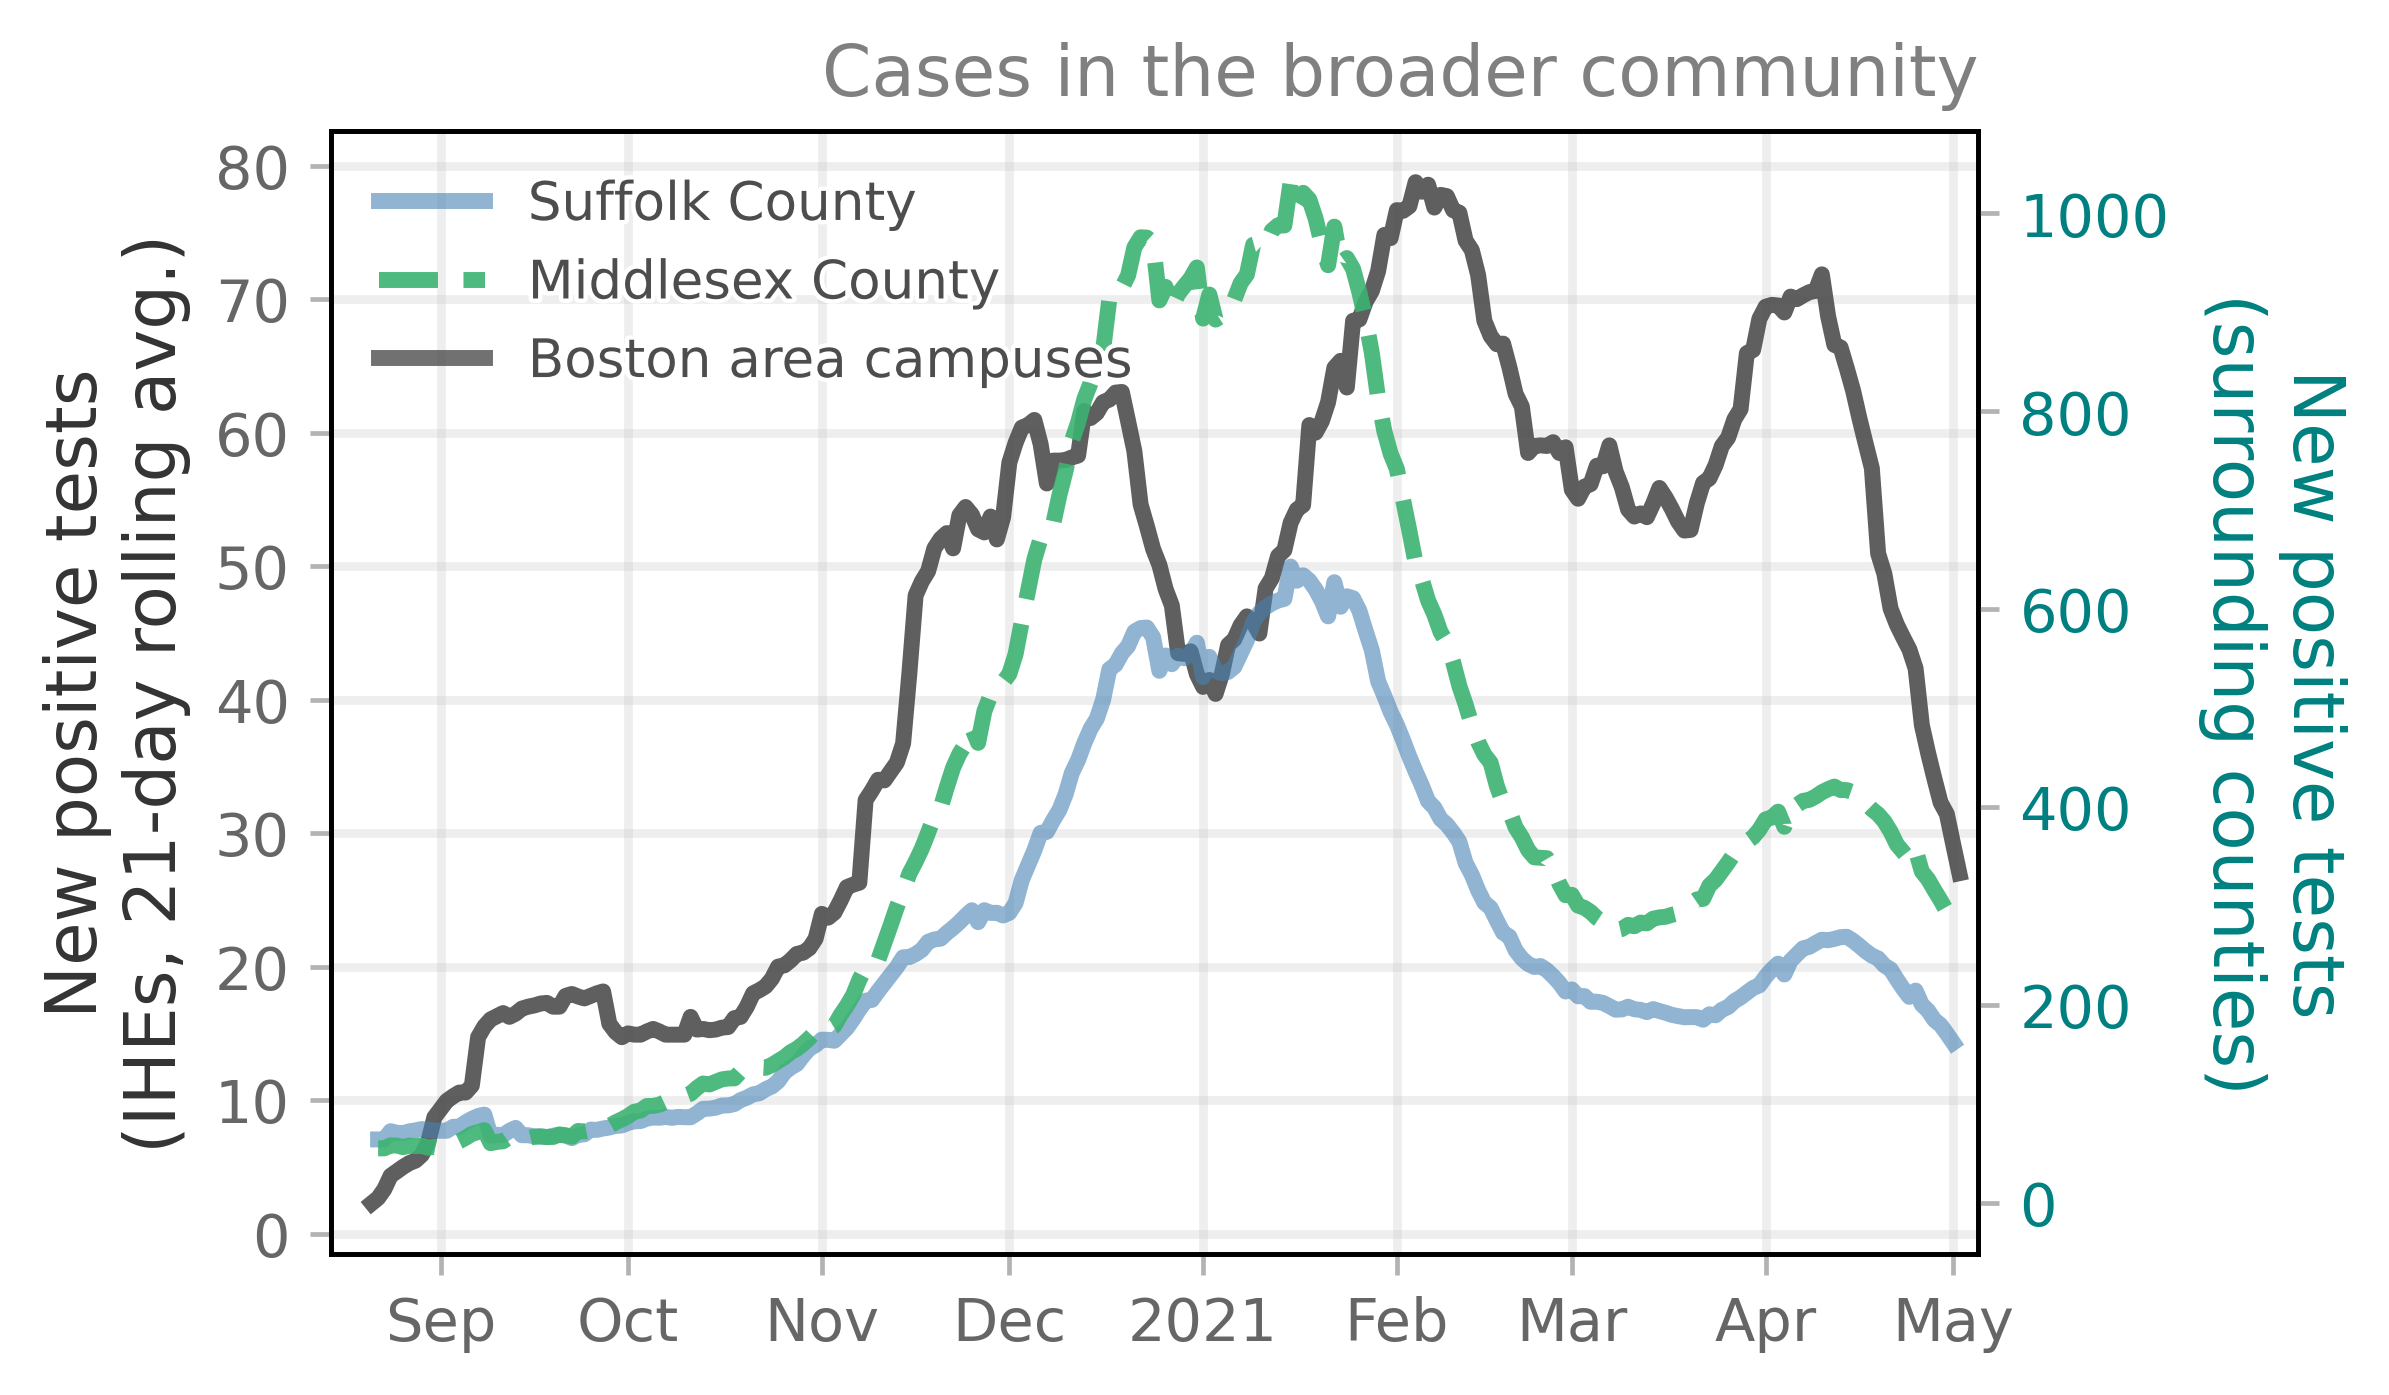 Cases in the broader community
New positive tests
(IHEs, 21-day rolling avg.)
80
70
60
50
40
30
20
10
0
Suffolk County
Middlesex County
Boston area campuses
1000
800
600
400
200
0
New positive tests
(surrounding counties)
Sep Oct Nov Dec 2021 Feb Mar Apr May